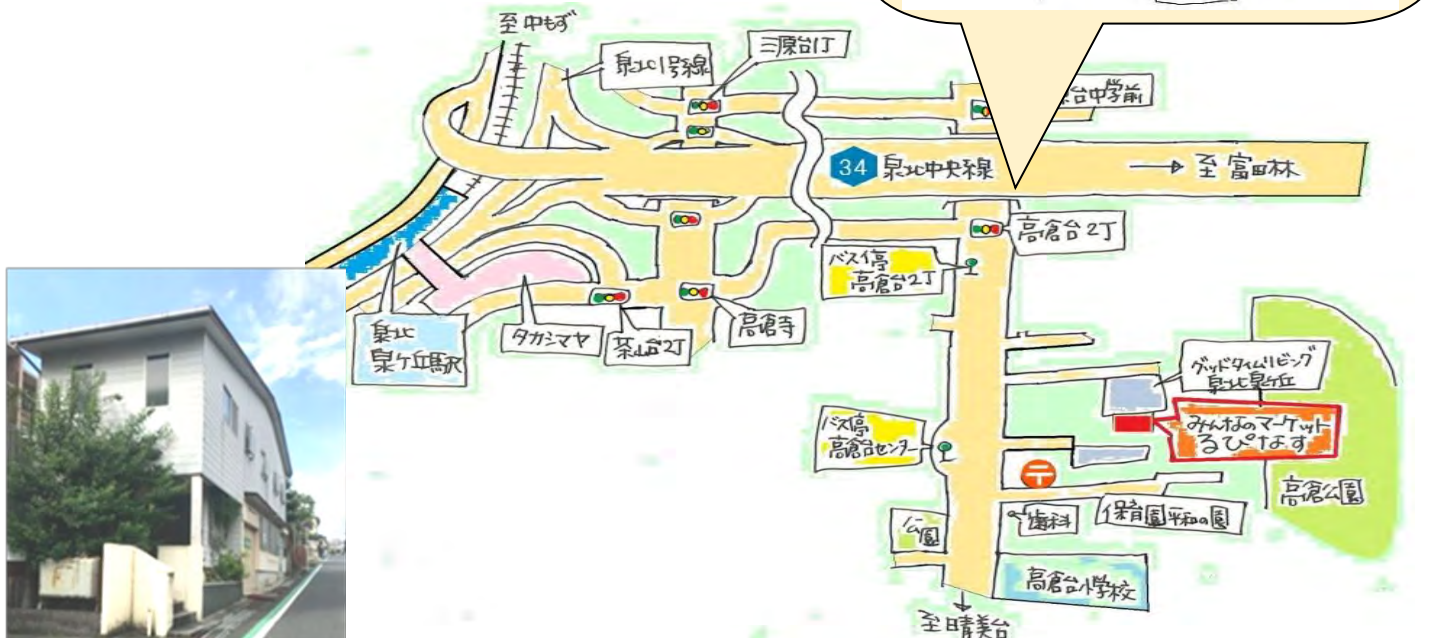 至中もず
泉北1号線
三原台1丁
台中学前
34
泉北中央線
→ 至 富田林
高倉台2丁
バス停
高倉台2丁
泉北
泉ケ丘駅
タカシマヤ
茶山台2丁
高倉寺
グッドタイムリビング
泉北泉ケ丘
みんなのマーケット
るぴなす
バス停
高倉台センター
〒
高倉公園
公園
歯科
保育園平和の園
高倉台小学校
至晴美台